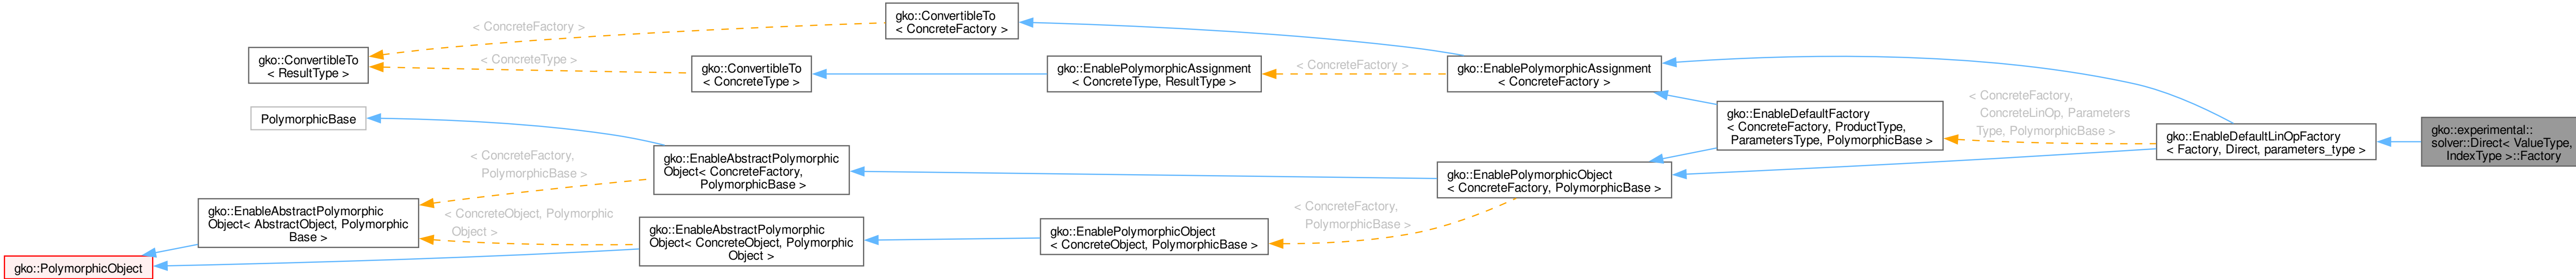 gko::ConvertibleTo
< ConcreteFactory >
< ConcreteFactory >
gko::ConvertibleTo
< ResultType >
< ConcreteType >
gko::ConvertibleTo
< ConcreteType >
gko::EnablePolymorphicAssignment
< ConcreteType, ResultType >
< ConcreteFactory >
gko::EnablePolymorphicAssignment
< ConcreteFactory >
PolymorphicBase
gko::EnableDefaultFactory
< ConcreteFactory, ProductType,
ParametersType, PolymorphicBase >
< ConcreteFactory,
ConcreteLinOp, Parameters
Type, PolymorphicBase >
gko::EnableDefaultLinOpFactory
< Factory, Direct, parameters_type >
gko::experimental::
solver::Direct< ValueType,
IndexType >::Factory
< ConcreteFactory,
PolymorphicBase >
gko::EnableAbstractPolymorphic
Object< ConcreteFactory,
PolymorphicBase >
gko::EnablePolymorphicObject
< ConcreteFactory, PolymorphicBase >
gko::EnableAbstractPolymorphic
Object< AbstractObject, Polymorphic
Base >
< ConcreteObject, Polymorphic
Object >
gko::EnableAbstractPolymorphic
Object< ConcreteObject, Polymorphic
Object >
gko::EnablePolymorphicObject
< ConcreteObject, PolymorphicBase >
< ConcreteFactory,
PolymorphicBase >
gko::PolymorphicObject